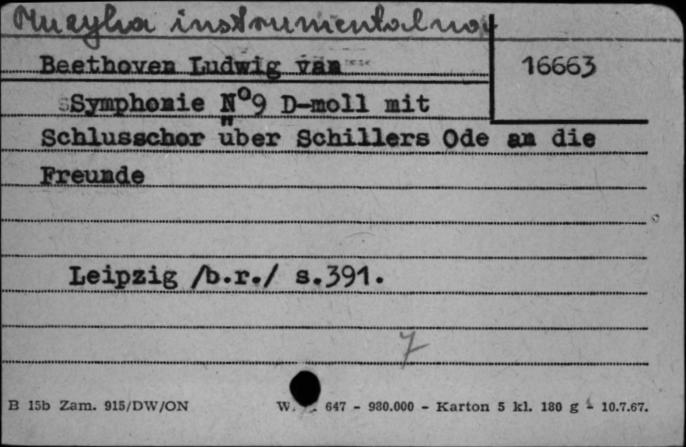 Muzyka instrumentalna
Beethoven Ludwig van
16663
Symphonie N°9 D-moll mit
Schlusschor über Schillers Ode an die
Freunde
Leipzig /b.r./ s.391.
7
B 15b Zam. 915/DW/ON
647 - 980.000 - Karton 5 kl. 180 g - 10.7.67.